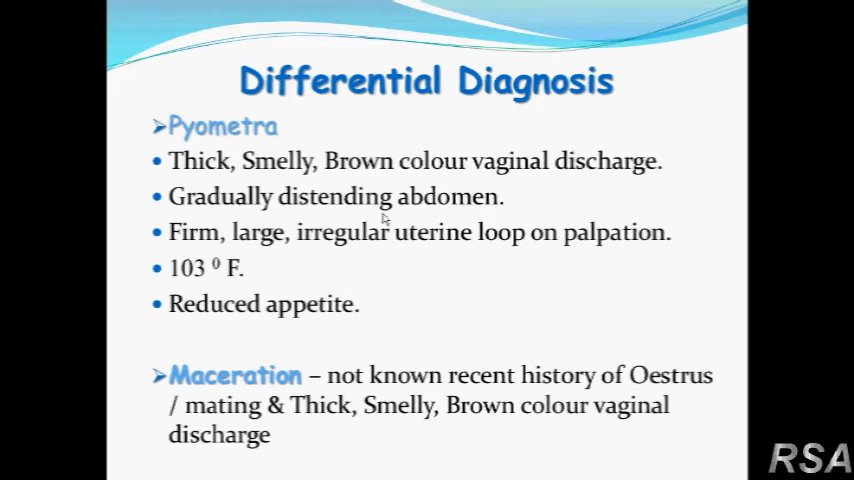 Differential Diagnosis
➢Pyometra
• Thick, Smelly, Brown colour vaginal discharge.
• Gradually distending abdomen.
• Firm, large, irregular uterine loop on palpation.
• 103 ⁰ F.
• Reduced appetite.
➢Maceration – not known recent history of Oestrus
/ mating & Thick, Smelly, Brown colour vaginal
discharge
RSA